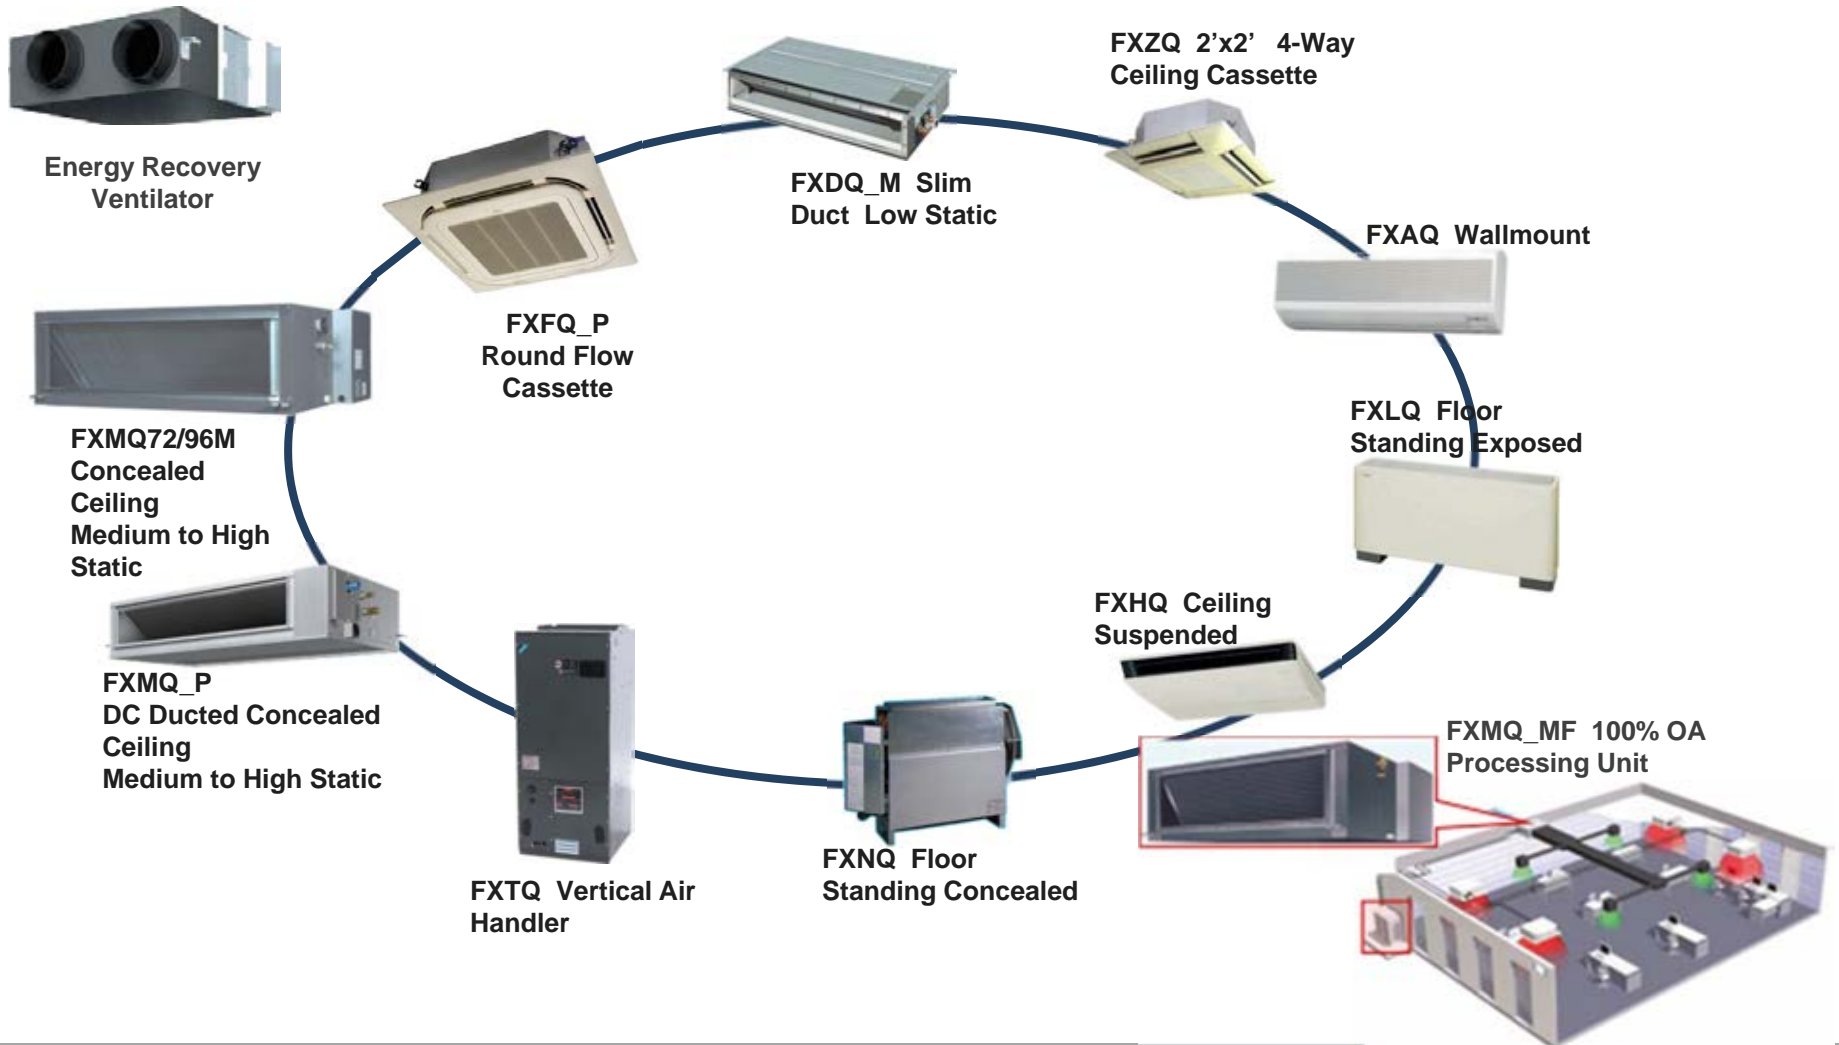 Energy Recovery
Ventilator
FXFQ_P
Round Flow
Cassette
FXDQ_M Slim
Duct Low Static
FXZQ 2’x2’ 4-Way
Ceiling Cassette
FXAQ Wallmount
FXLQ Floor
Standing Exposed
FXHQ Ceiling
Suspended
FXMQ_MF 100% OA
Processing Unit
FXNQ Floor
Standing Concealed
FXTQ Vertical Air
Handler
FXMQ_P
DC Ducted Concealed
Ceiling
Medium to High Static
FXMQ72/96M
Concealed
Ceiling
Medium to High
Static